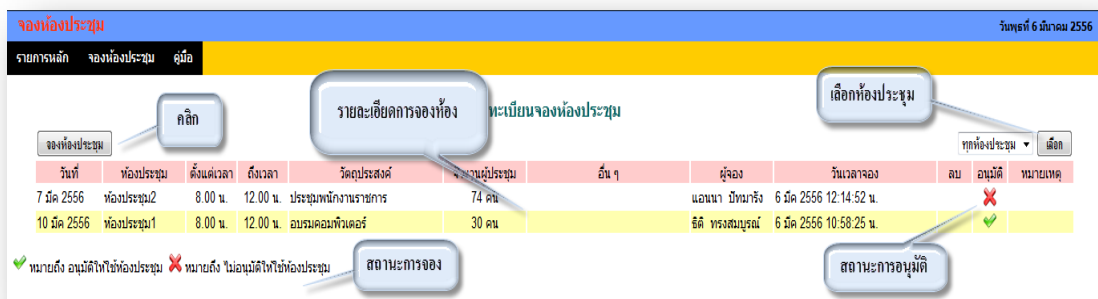 จองห้องประชุม
วันพุธที่ 6 มีนาคม 2556
รายการหลัก จองห้องประชุม คู่มือ
เลือกห้องประชุม
คลิก
รายละเอียดการจองห้อง
ทะเบียนจองห้องประชุม
จองห้องประชุม
ทุกห้องประชุม เลือก
วันที่ ห้องประชุม ตั้งแต่เวลา ถึงเวลา วัตถุประสงค์ จำนวนผู้ประชุม อื่น ๆ ผู้จอง วันเวลาจอง ลบ อนุมัติ หมายเหตุ
7 มีค 2556 ห้องประชุม2 8.00 น. 12.00 น. ประชุมพนักงานราชการ 74 คน แอนนา ปัทมารัง 6 มีค 2556 12:14:52 น.
10 มีค 2556 ห้องประชุม1 8.00 น. 12.00 น. อบรมคอมพิวเตอร์ 30 คน ธิติ ทรงสมบูรณ์ 6 มีค 2556 10:58:25 น.
หมายถึง อนุมัติให้ใช้ห้องประชุม หมายถึง ไม่อนุมัติให้ใช้ห้องประชุม
สถานะการจอง
สถานะการอนุมัติ